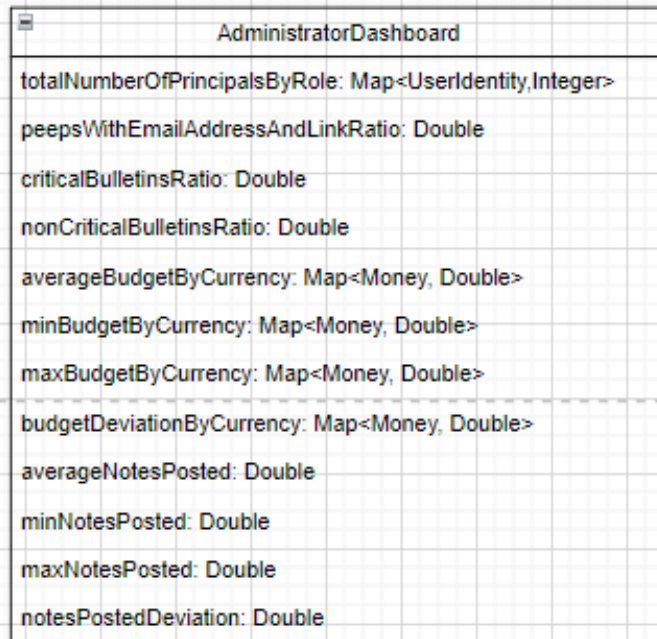 AdministratorDashboard
totalNumberOfPrincipalsByRole: Map<UserIdentity,Integer>
peepsWithEmailAddressAndLinkRatio: Double
criticalBulletinsRatio: Double
nonCriticalBulletinsRatio: Double
averageBudgetByCurrency: Map<Money, Double>
minBudgetByCurrency: Map<Money, Double>
maxBudgetByCurrency: Map<Money, Double>
budgetDeviationByCurrency: Map<Money, Double>
averageNotesPosted: Double
minNotesPosted: Double
maxNotesPosted: Double
notesPostedDeviation: Double